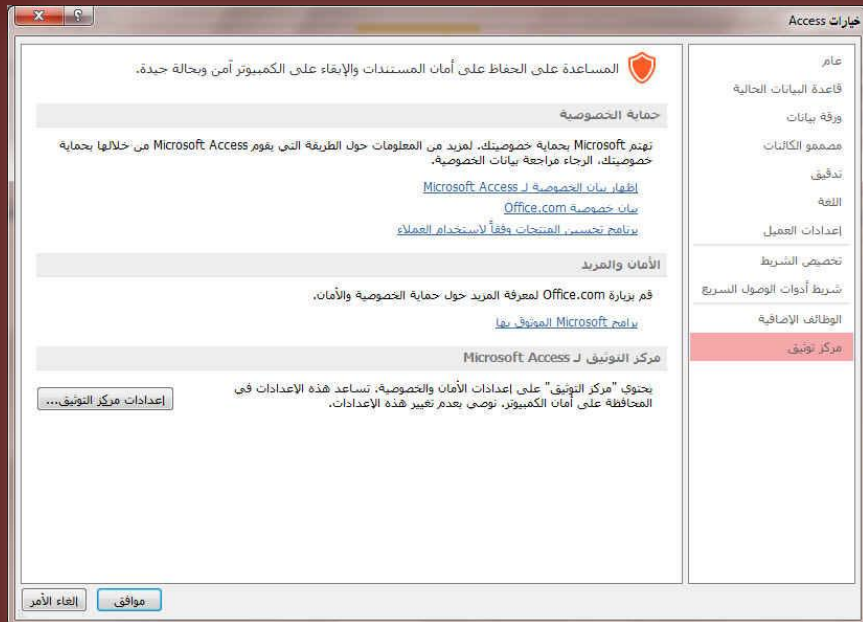 خيارات Access
عام
قاعدة البيانات الحالية
ورقة بيانات
مصممو الكائنات
تدقيق
اللغة
إعدادات العميل
تخصيص الشريط
شريط أدوات الوصول السريع
الوظائف الإضافية
مركز توثيق
المساعدة على الحفاظ على أمان المستندات والإبقاء على الكمبيوتر آمن وبحالة جيدة.
حماية الخصوصية
تهتم Microsoft بحماية خصوصيتك. لمزيد من المعلومات حول الطريقة التي يقوم Microsoft Access من خلالها بحماية
خصوصيتك، الرجاء مراجعة بيانات الخصوصية.
إظهار بيان الخصوصية لـ Microsoft Access
بيان خصوصية Office.com
برنامج تحسين المنتجات وفقاً لاستخدام العملاء
الأمان والمزيد
قم بزيارة Office.com لمعرفة المزيد حول حماية الخصوصية والأمان.
برامج Microsoft الموثوق بها
مركز التوثيق لـ Microsoft Access
يحتوي "مركز التوثيق" على إعدادات الأمان والخصوصية. تساعد هذه الإعدادات في
المحافظة على أمان الكمبيوتر. نوصي بعدم تغيير هذه الإعدادات.
إعدادات مركز التوثيق...
موافق
إلغاء الأمر